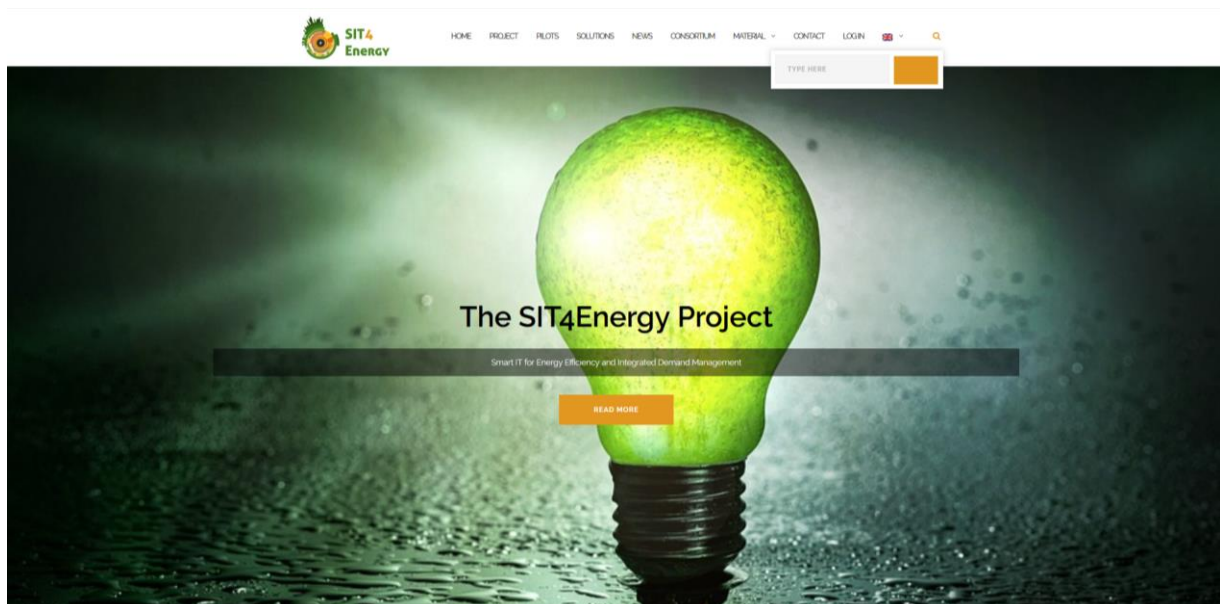 SIT4
ENERGY
HOME PROJECT PILOTS SOLUTIONS NEWS CONSORTIUM MATERIAL CONTACT LOGIN
TYPE HERE
The SIT4Energy Project
Smart IT for Energy Efficiency and Integrated Demand Management
READ MORE